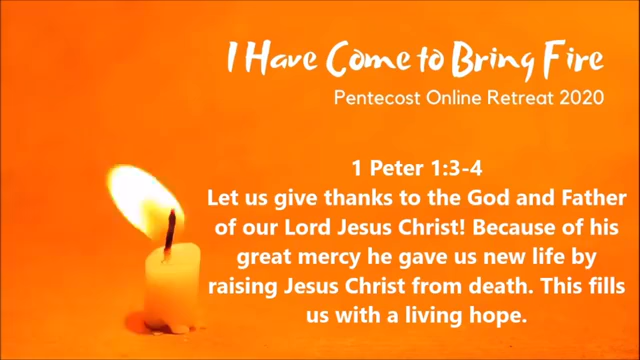 I Have Come to Bring Fire
Pentecost Online Retreat 2020
1 Peter 1:3-4
Let us give thanks to the God and Father
of our Lord Jesus Christ! Because of his
great mercy he gave us new life by
raising Jesus Christ from death. This fills
us with a living hope.